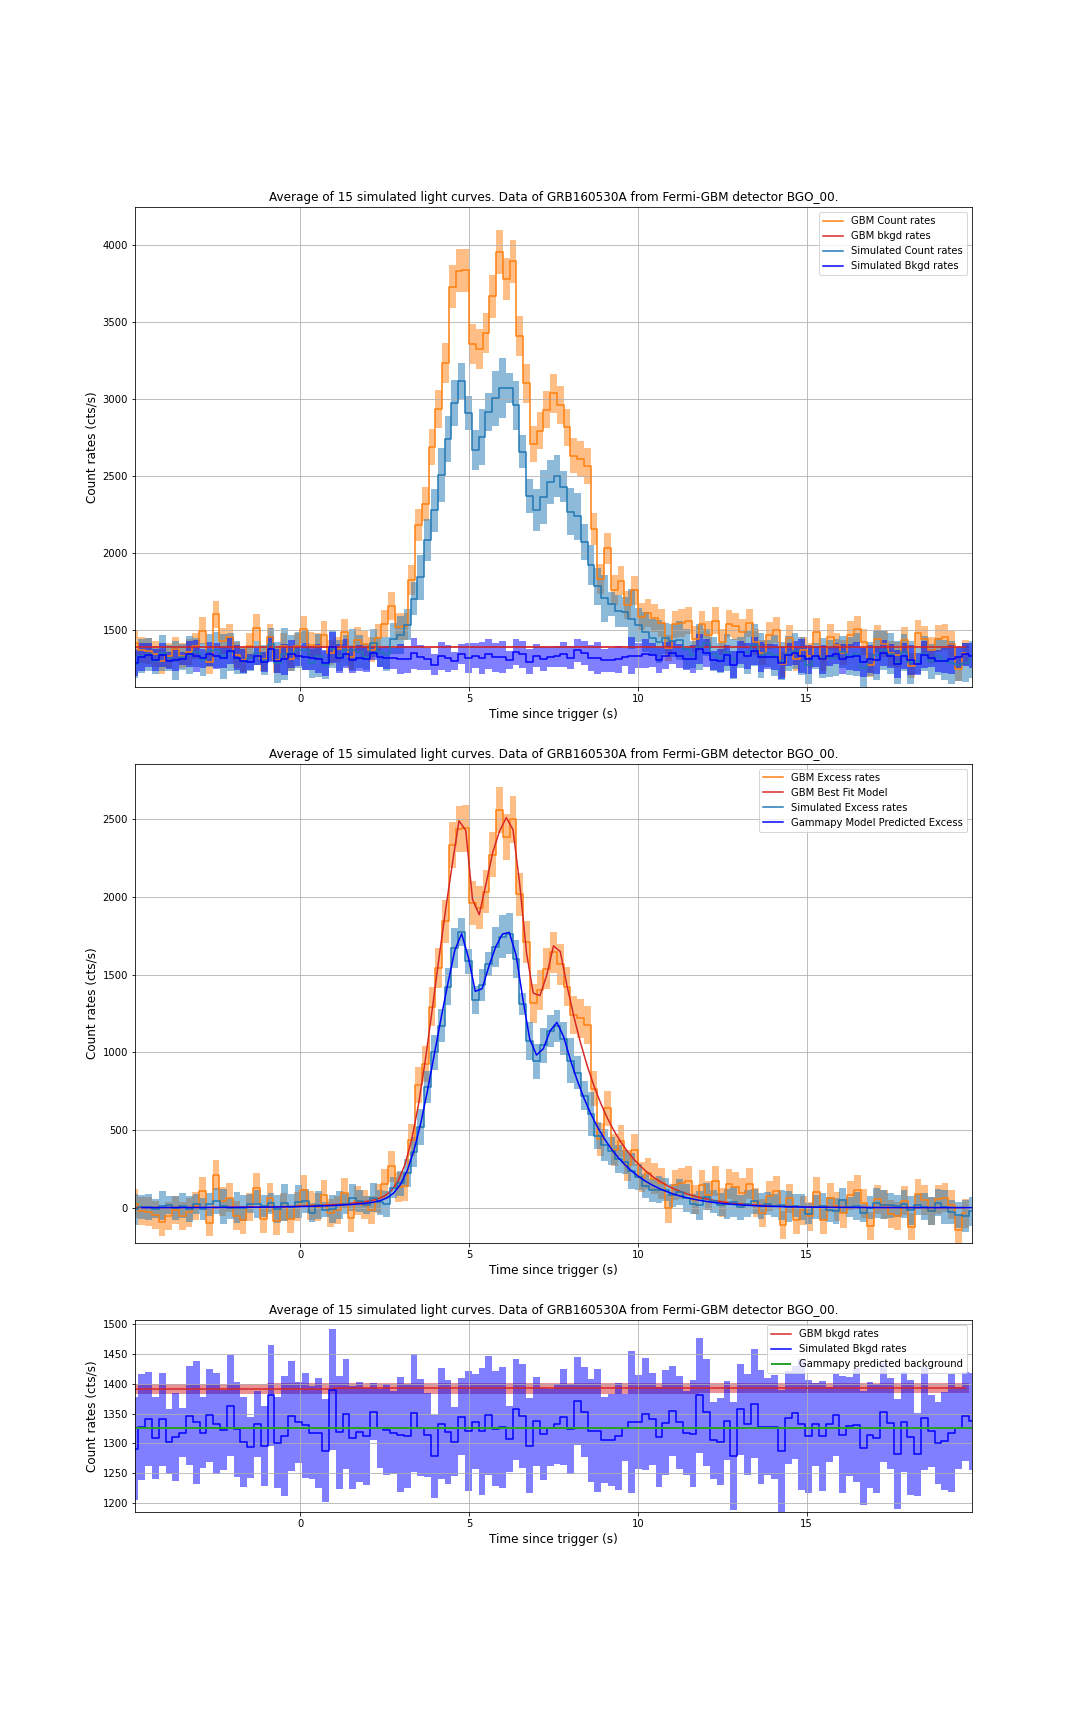 Average of 15 simulated light curves. Data of GRB160530A from Fermi-GBM detector BGO_00.
GBM Count rates
GBM bkgd rates
Simulated Count rates
Simulated Bkgd rates
Count rates (cts/s)
4000
3500
3000
2500
2000
1500
0 5 10 15
Time since trigger (s)
Average of 15 simulated light curves. Data of GRB160530A from Fermi-GBM detector BGO_00.
GBM Excess rates
GBM Best Fit Model
Simulated Excess rates
Gammapy Model Predicted Excess
Count rates (cts/s)
2500
2000
1500
1000
500
0
0 5 10 15
Time since trigger (s)
Average of 15 simulated light curves. Data of GRB160530A from Fermi-GBM detector BGO_00.
GBM bkgd rates
Simulated Bkgd rates
Gammapy predicted background
Count rates (cts/s)
1500
1450
1400
1350
1300
1250
1200
0 5 10 15
Time since trigger (s)